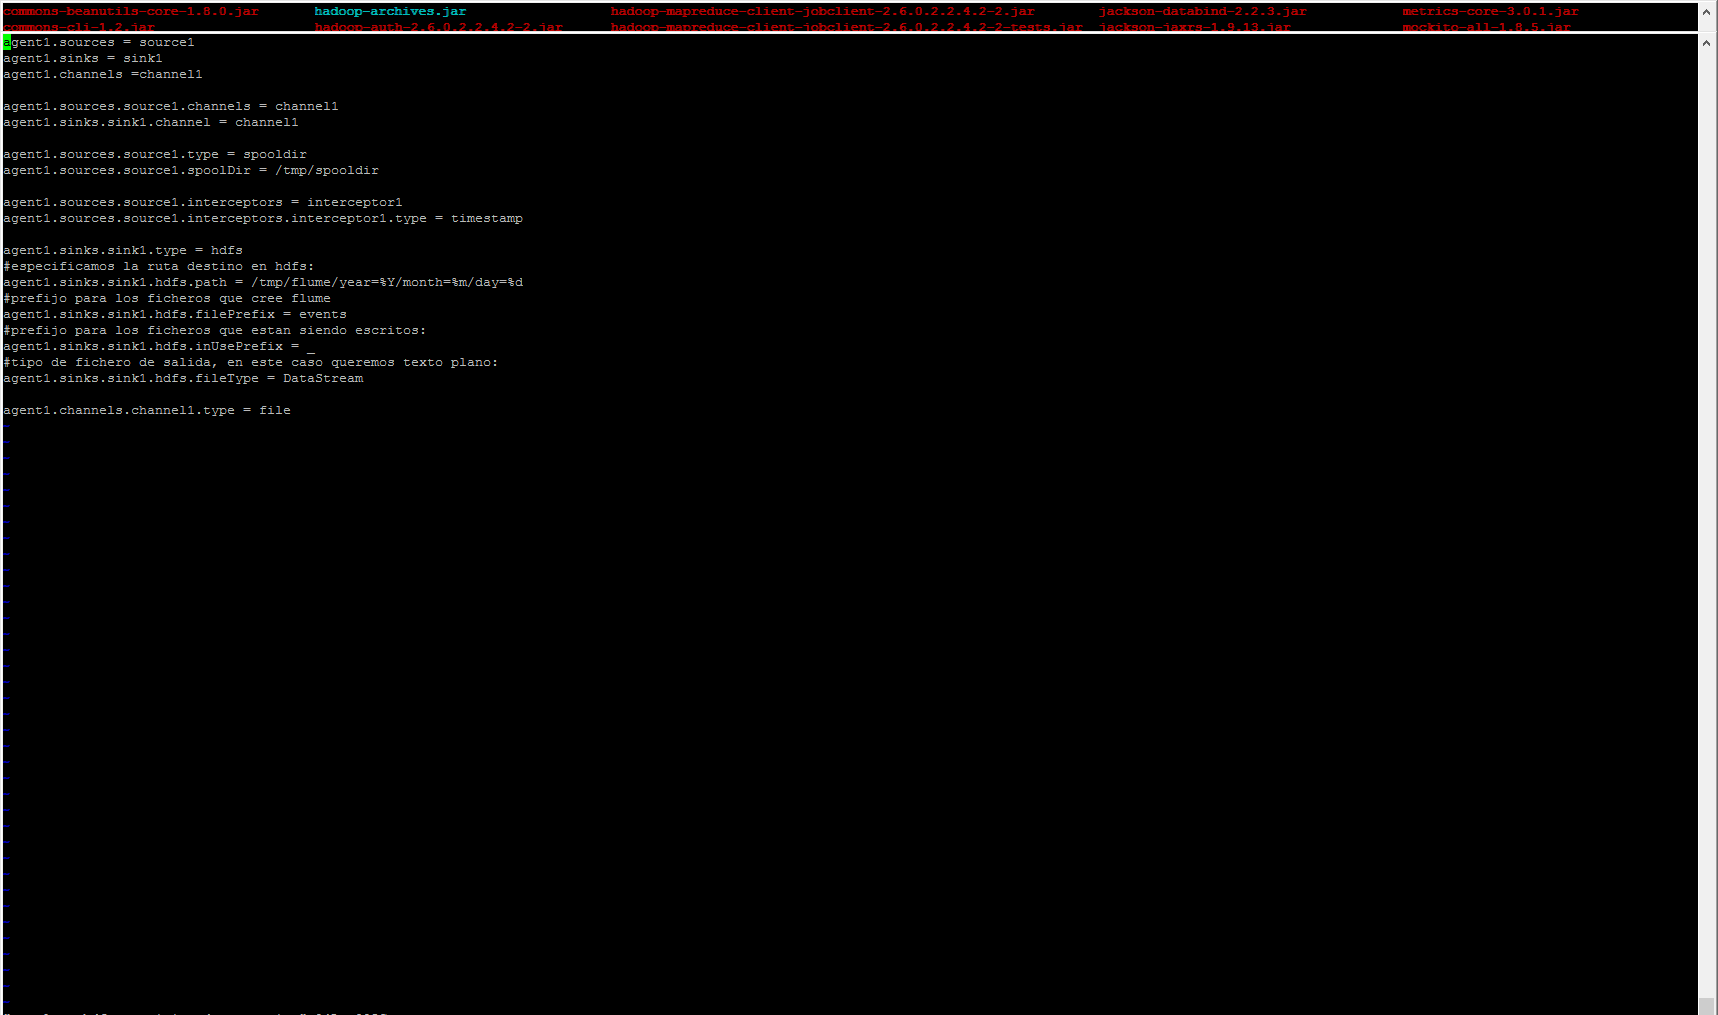 commons-beanutils-core-1.8.0.jar hadoop-archives.jar hadoop-mapreduce-client-jobclient-2.6.0.2.2.4.2-2.jar jackson-databind-2.2.3.jar metrics-core-3.0.1.jar
commons-cli-1.2.jar hadoop-auth-2.6.0.2.2.4.2-2.jar hadoop-mapreduce-client-jobclient-2.6.0.2.2.4.2-2-tests.jar jackson-jaxrs-1.9.13.jar mockito-all-1.8.5.jar
agent1.sources = source1
agent1.sinks = sink1
agent1.channels =channel1
agent1.sources.source1.channels = channel1
agent1.sinks.sink1.channel = channel1
agent1.sources.source1.type = spooldir
agent1.sources.source1.spoolDir = /tmp/spooldir
agent1.sources.source1.interceptors = interceptor1
agent1.sources.source1.interceptors.interceptor1.type = timestamp
agent1.sinks.sink1.type = hdfs
#especificamos la ruta destino en hdfs:
agent1.sinks.sink1.hdfs.path = /tmp/flume/year=%Y/month=%m/day=%d
#prefijo para los ficheros que cree flume
agent1.sinks.sink1.hdfs.filePrefix = events
#prefijo para los ficheros que estan siendo escritos:
agent1.sinks.sink1.hdfs.inUsePrefix = _
#tipo de fichero de salida, en este caso queremos texto plano:
agent1.sinks.sink1.hdfs.fileType = DataStream
agent1.channels.channel1.type = file